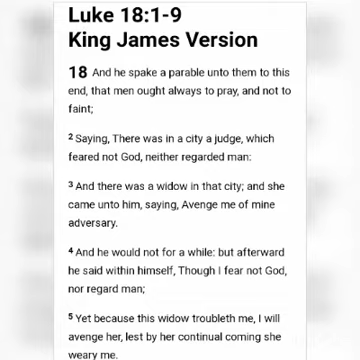 Luke 18:1-9
King James Version
18 And he spake a parable unto them to this
end, that men ought always to pray, and not to
faint;
2 Saying, There was in a city a judge, which
feared not God, neither regarded man:
3 And there was a widow in that city; and she
came unto him, saying, Avenge me of mine
adversary.
4 And he would not for a while: but afterward
he said within himself, Though I fear not God,
nor regard man;
5 Yet because this widow troubleth me, I will
avenge her, lest by her continual coming she
weary me.